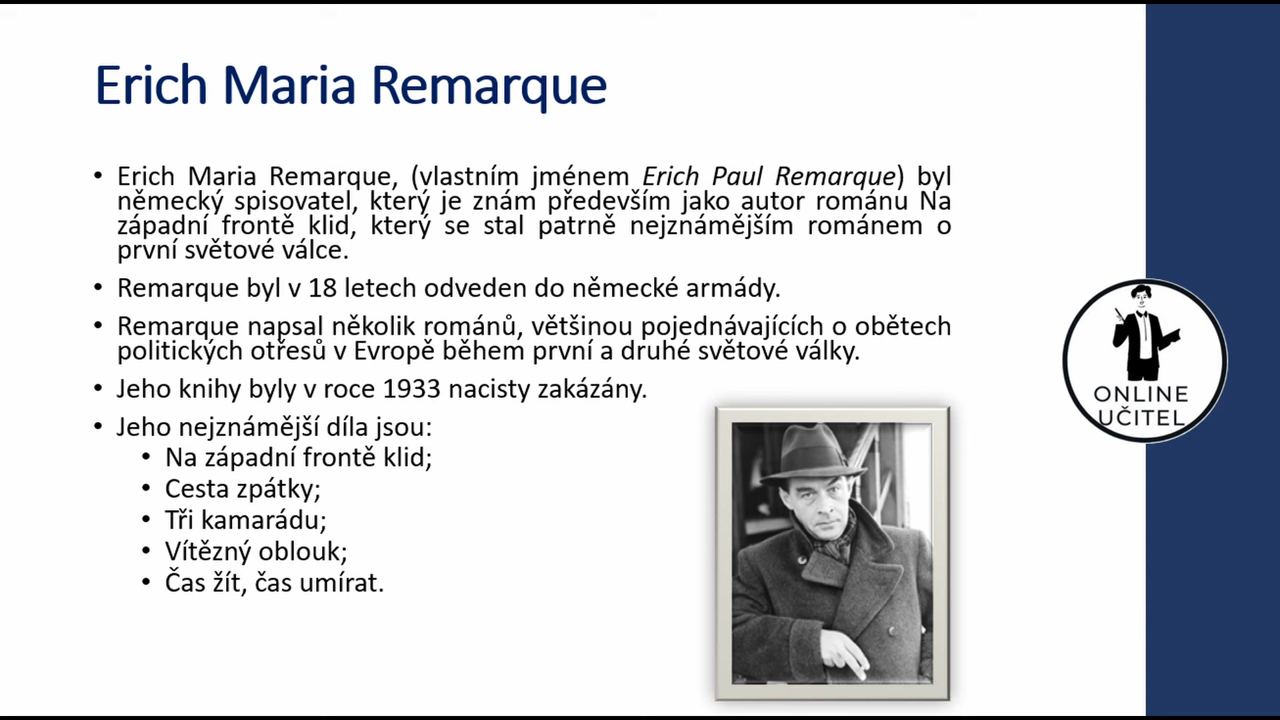 Erich Maria Remarque
• Erich Maria Remarque, (vlastním jménem Erich Paul Remarque) byl
německý spisovatel, který je znám především jako autor románu Na
západní frontě klid, který se stal patrně nejznámějším románem o
první světové válce.
• Remarque byl v 18 letech odveden do německé armády.
• Remarque napsal několik románů, většinou pojednávajících o obětech
politických otřesů v Evropě během první a druhé světové války.
• Jeho knihy byly v roce 1933 nacisty zakázány.
• Jeho nejznámější díla jsou:
• Na západní frontě klid;
• Cesta zpátky;
• Tři kamarádu;
• Vítězný oblouk;
• Čas žít, čas umírat.
ONLINE
UČITEL